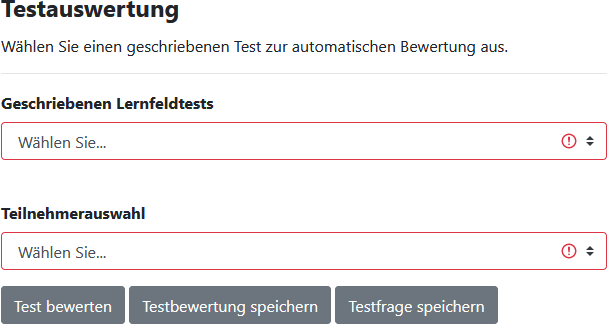 Testauswertung
Wählen Sie einen geschriebenen Test zur automatischen Bewertung aus.
Geschriebenen Lernfeldtests
Wählen Sie...
Teilnehmerauswahl
Wählen Sie...
Test bewerten Testbewertung speichern Testfrage speichern